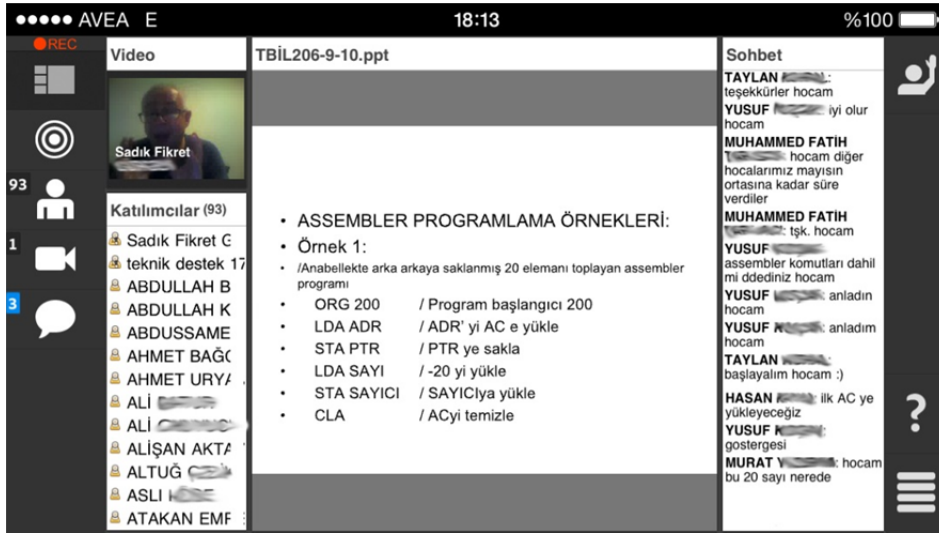 AVEA E
18:13
%100
REC
93
1
3
Video
Sadık Fikret
Katılımcılar (93)
Sadık Fikret G
teknik destek 17
ABDULLAH B
ABDULLAH K
ABDUSSAME
AHMET BAĞC
AHMET URYA
ALİ
ALİ
ALİŞAN AKTA
ALTUĞ
ASLI
ATAKAN EMF
TBİL206-9-10.ppt
• ASSEMBLER PROGRAMLAMA ÖRNEKLERİ:
• Örnek 1:
• /Anabellekte arka arkaya saklanmış 20 elemanı toplayan assembler
programı
• ORG 200 / Program başlangıcı 200
• LDA ADR / ADR' yi AC e yükle
• STA PTR / PTR ye sakla
• LDA SAYI / -20 yi yükle
• STA SAYICI / SAYICIya yükle
• CLA / ACyi temizle
Sohbet
TAYLAN :
teşekkürler hocam
YUSUF : iyi olur
hocam
MUHAMMED FATİH
: hocam diğer
hocalarımız mayısın
ortasına kadar süre
verdiler
MUHAMMED FATİH
: tşk. hocam
YUSUF
assembler komutları dahil
mi ddediniz hocam
YUSUF : anladın
hocam
YUSUF : anladım
hocam
TAYLAN :
başlayalım hocam :)
HASAN : ilk AC ye
yükleyeceğiz
YUSUF :
gostergesi
MURAT : hocam
bu 20 sayı nerede
?